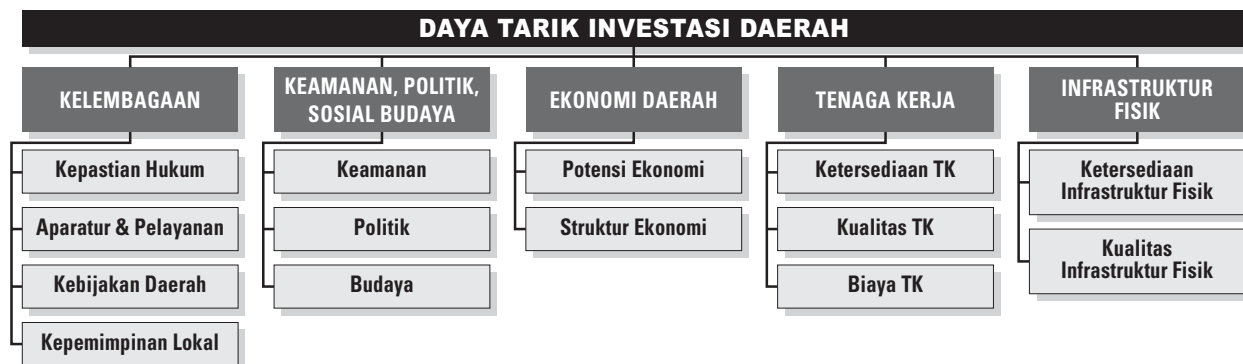 DAYA TARIK INVESTASI DAERAH
KELEMBAGAAN
Kepastian Hukum
Aparatur & Pelayanan
Kebijakan Daerah
Kepemimpinan Lokal
KEAMANAN, POLITIK,
SOSIAL BUDAYA
Keamanan
Politik
Budaya
EKONOMI DAERAH
Potensi Ekonomi
Struktur Ekonomi
TENAGA KERJA
Ketersediaan TK
Kualitas TK
Biaya TK
INFRASTRUKTUR
FISIK
Ketersediaan
Infrastruktur Fisik
Kualitas
Infrastruktur Fisik